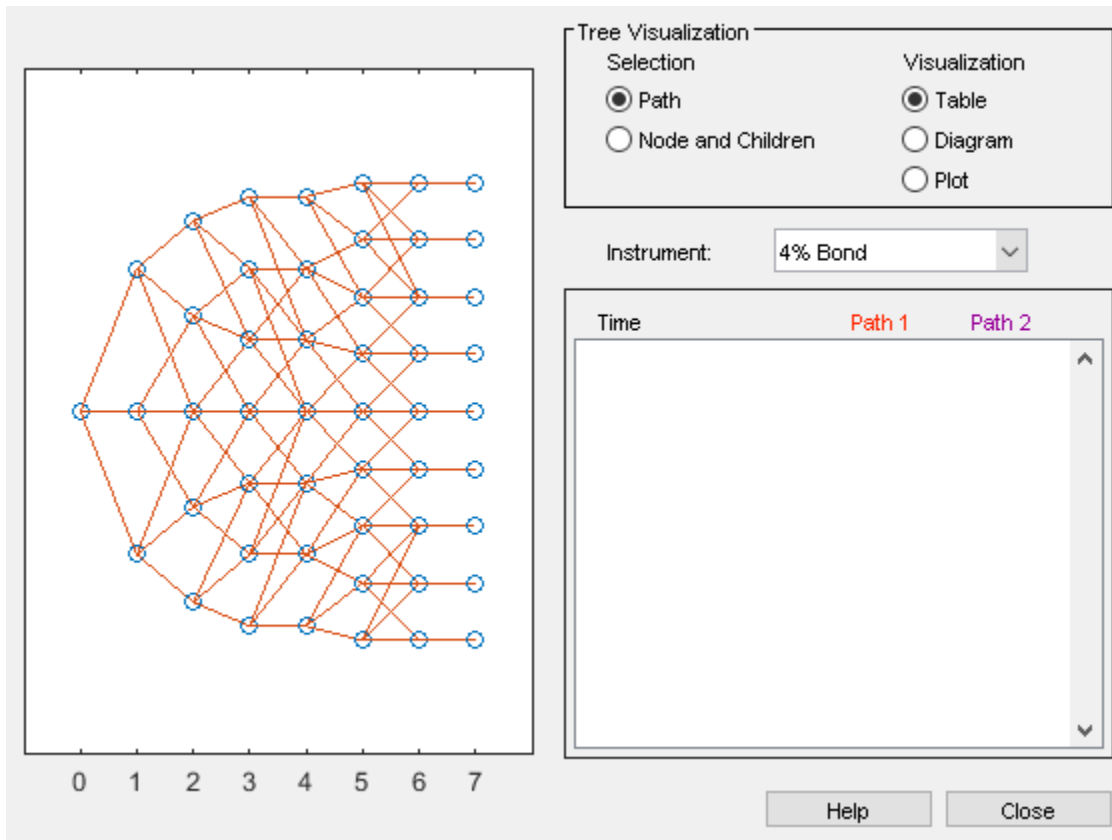 Tree Visualization
Selection
Visualization
Path
Table
Node and Children
Diagram
Plot
Instrument:
4% Bond
Time
Path 1
Path 2
0 1 2 3 4 5 6 7
Help
Close